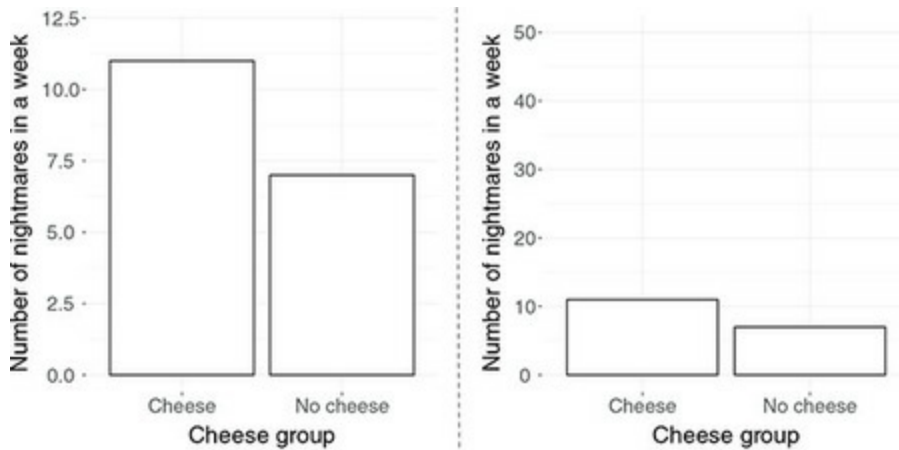 Number of nightmares in a week
12.5
10.0
7.5
5.0
2.5
0.0
Cheese
No cheese
Cheese group
Number of nightmares in a week
50
40
30
20
10
0
Cheese
No cheese
Cheese group